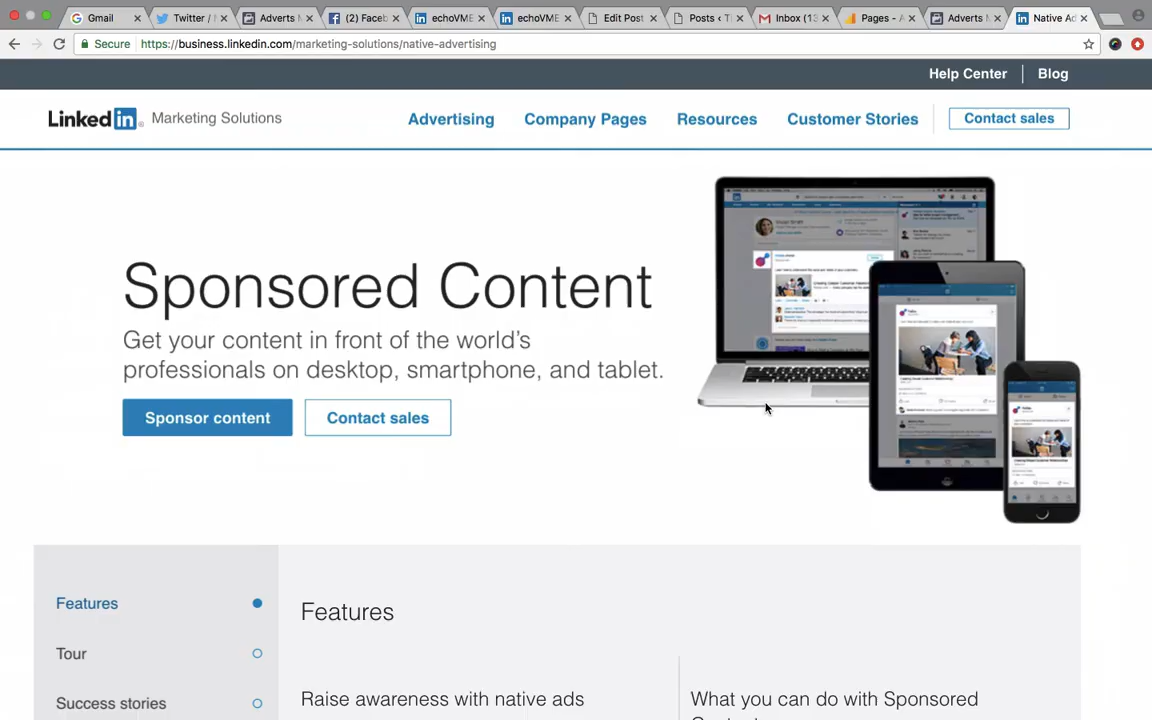 Gmail
Twitter / N
Adverts M
(2) Faceb
echoVME
echoVME
Edit Post
Posts ‹ T
Inbox (13
Pages - A
Adverts M
Native Ad
Secure https://business.linkedin.com/marketing-solutions/native-advertising
Help Center Blog
Linkedin Marketing Solutions
Advertising Company Pages Resources Customer Stories Contact sales
Sponsored Content
Get your content in front of the world’s
professionals on desktop, smartphone, and tablet.
Sponsor content Contact sales
Features
Tour
Success stories
Features
Raise awareness with native ads
What you can do with Sponsored